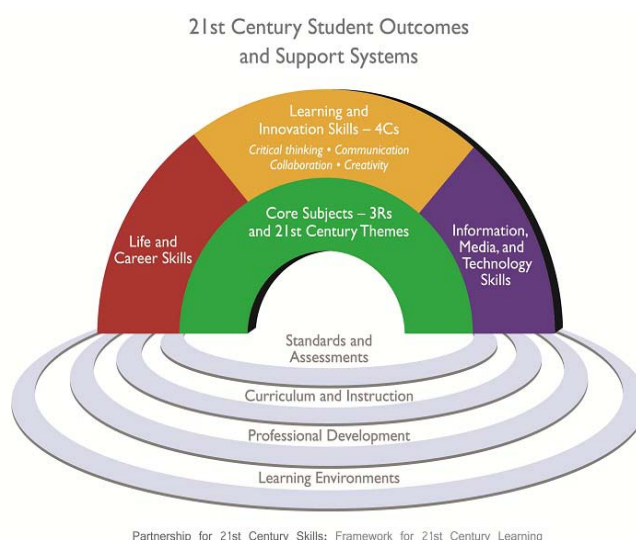 21st Century Student Outcomes
and Support Systems
Learning and
Innovation Skills – 4Cs
Critical thinking • Communication
Collaboration • Creativity
Core Subjects – 3Rs
and 21st Century Themes
Life and
Career Skills
Information,
Media, and
Technology
Skills
Standards and
Assessments
Curriculum and Instruction
Professional Development
Learning Environments
Partnership for 21st Century Skills: Framework for 21st Century Learning